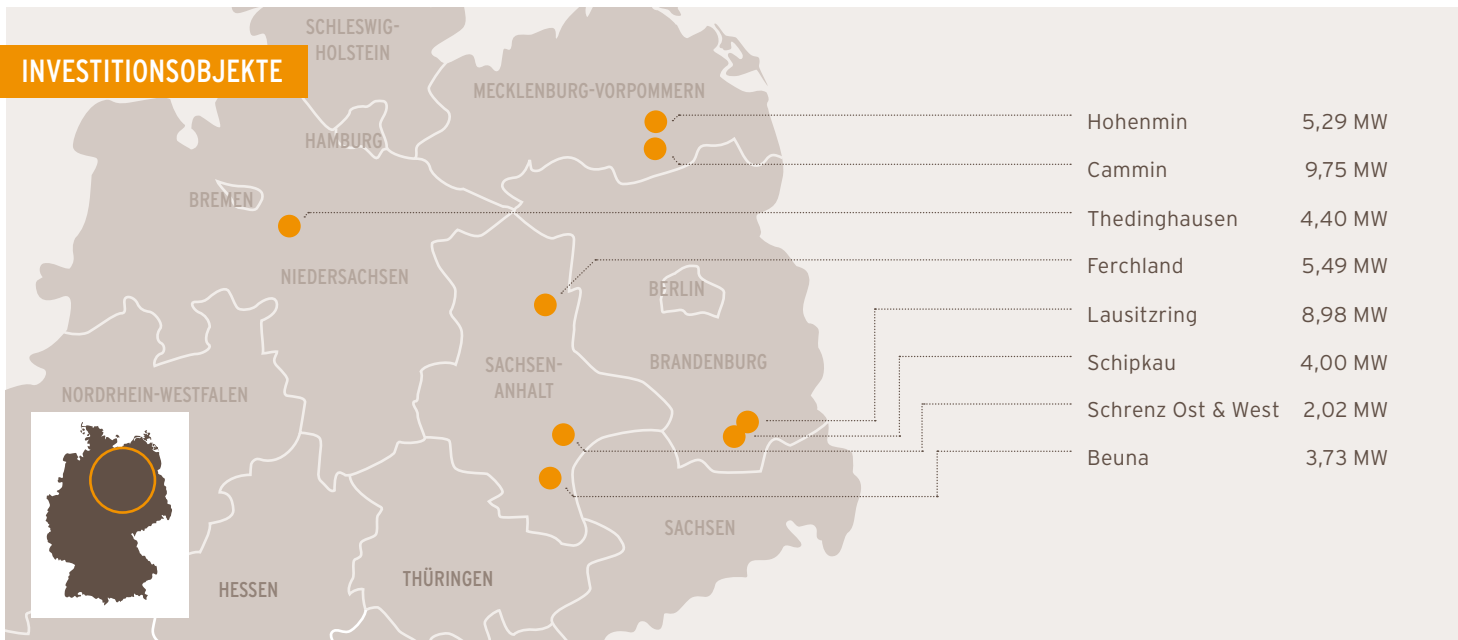 SCHLESWIG-
HOLSTEIN
INVESTITIONSOBJEKTE
MECKLENBURG-VORPOMMERN
HAMBURG
BREMEN
NIEDERSACHSEN
BERLIN
SACHSEN-
ANHALT
BRANDENBURG
NORDRHEIN-WESTFALEN
SACHSEN
HESSEN
THÜRINGEN
Hohenmin 5,29 MW
Cammin 9,75 MW
Thedinghausen 4,40 MW
Ferchland 5,49 MW
Lausitzring 8,98 MW
Schipkau 4,00 MW
Schrenz Ost & West 2,02 MW
Beuna 3,73 MW